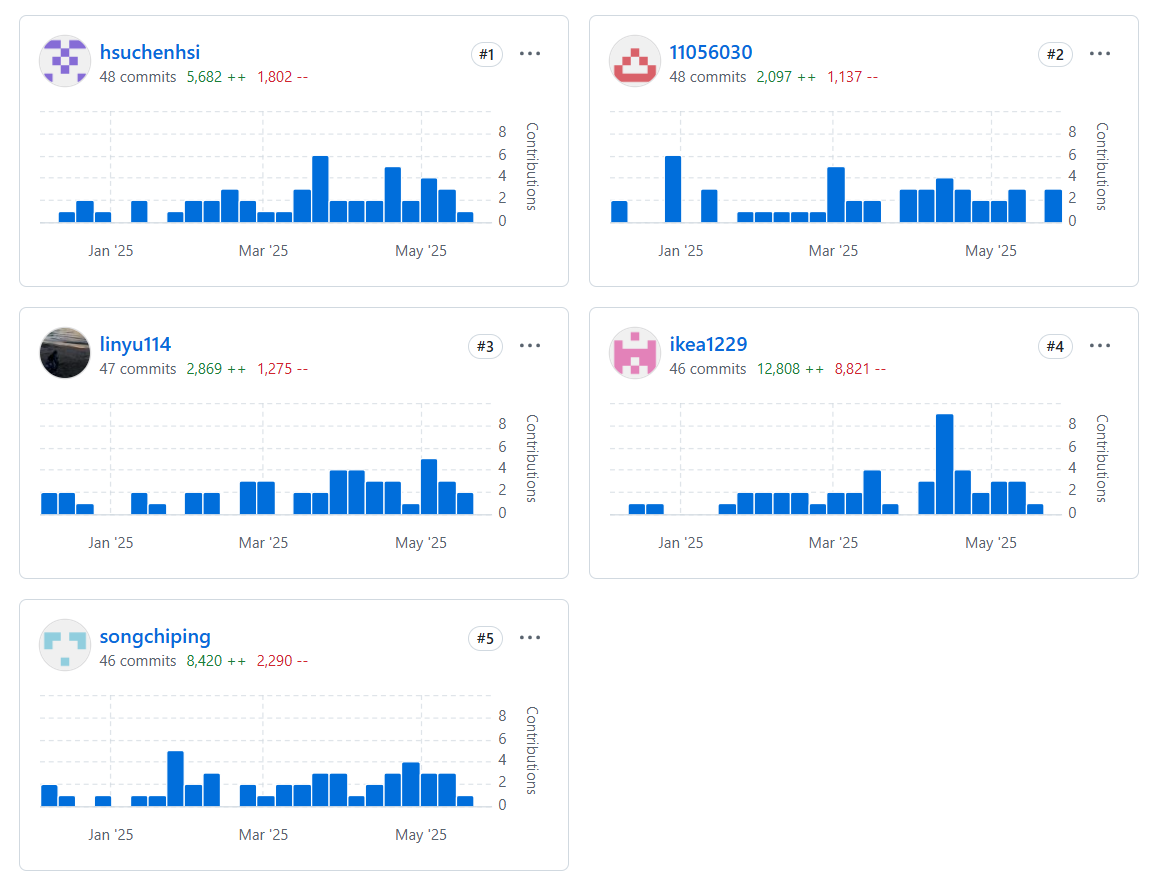 hsuchenhsi #1
48 commits 5,682 ++ 1,802 --
8
6
4
2
0
Contributions
Jan '25 Mar '25 May '25
11056030 #2
48 commits 2,097 ++ 1,137 --
8
6
4
2
0
Contributions
Jan '25 Mar '25 May '25
linyu114 #3
47 commits 2,869 ++ 1,275 --
8
6
4
2
0
Contributions
Jan '25 Mar '25 May '25
ikea1229 #4
46 commits 12,808 ++ 8,821 --
8
6
4
2
0
Contributions
Jan '25 Mar '25 May '25
songchiping #5
46 commits 8,420 ++ 2,290 --
8
6
4
2
0
Contributions
Jan '25 Mar '25 May '25